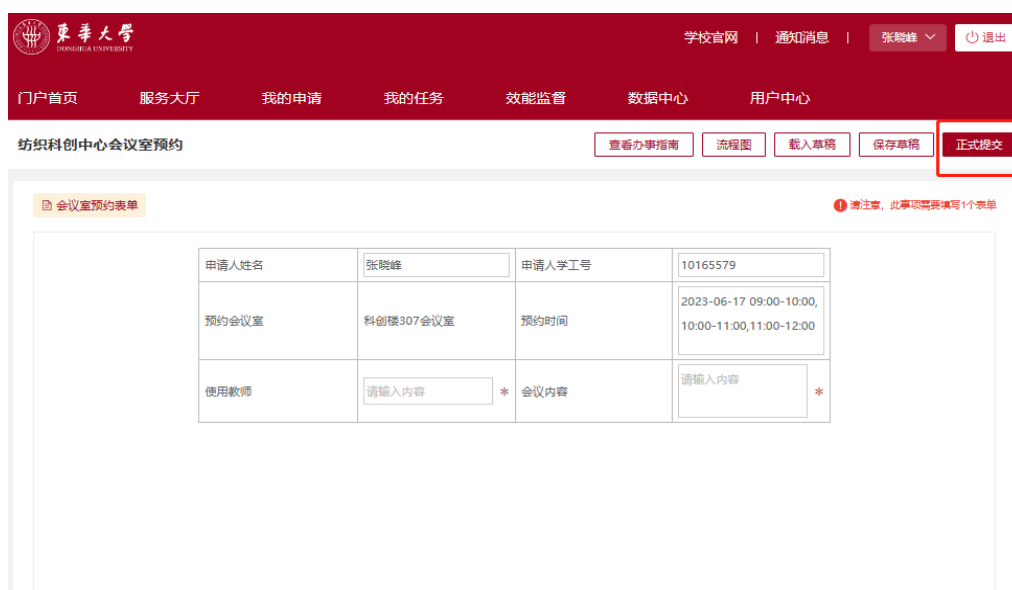 東華大學
DONGHUA UNIVERSITY
学校官网 | 通知消息 | 张晓峰 退出
门户首页 服务大厅 我的申请 我的任务 效能监督 数据中心 用户中心
纺织科创中心会议室预约 查看办事指南 流程图 载入草稿 保存草稿 正式提交
会议室预约表单 请注意，此事项需要填写1个表单
申请人姓名 张晓峰 申请人学工号 10165579
预约会议室 科创楼307会议室 预约时间 2023-06-17 09:00-10:00,
10:00-11:00,11:00-12:00
使用教师 请输入内容 * 会议内容 请输入内容 *